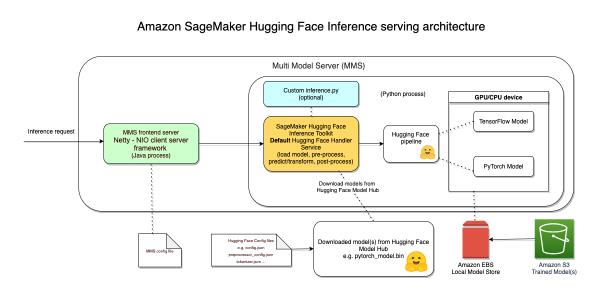 Amazon SageMaker Hugging Face Inference serving architecture
Multi Model Server (MMS)
Custom inference.py
(optional)
(Python process)
GPU/CPU device
Inference request
MMS frontend server
Netty - NIO client server
framework
(Java process)
SageMaker Hugging Face
Inference Toolkit
Default Hugging Face Handler
Service
(load model, pre-process,
predict/transform, post-process)
Hugging Face
pipeline
TensorFlow Model
PyTorch Model
Download models from
Hugging Face Model Hub
MMS config file
Hugging Face Config files
e.g. config.json
preprocessor_config.json
tokenizer.json ...
Downloaded model(s) from Hugging Face
Model Hub
e.g. pytorch_model.bin
Amazon EBS
Local Model Store
Amazon S3
Trained Model(s)